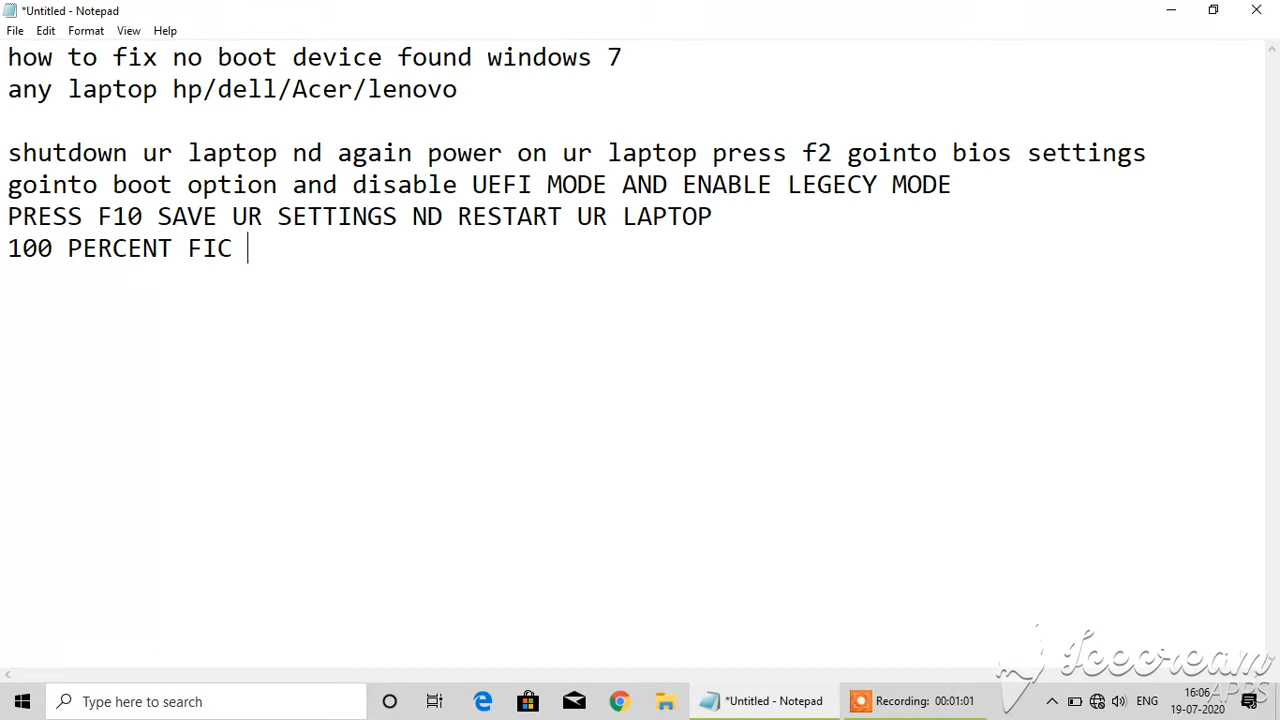 *Untitled - Notepad
File Edit Format View Help
how to fix no boot device found windows 7
any laptop hp/dell/Acer/lenovo
shutdown ur laptop nd again power on ur laptop press f2 gointo bios settings
gointo boot option and disable UEFI MODE AND ENABLE LEGECY MODE
PRESS F10 SAVE UR SETTINGS ND RESTART UR LAPTOP
100 PERCENT FIC
Icecream
APPS
Type here to search
*Untitled - Notepad
Recording: 00:01:01
ENG
16:06
19-07-2020